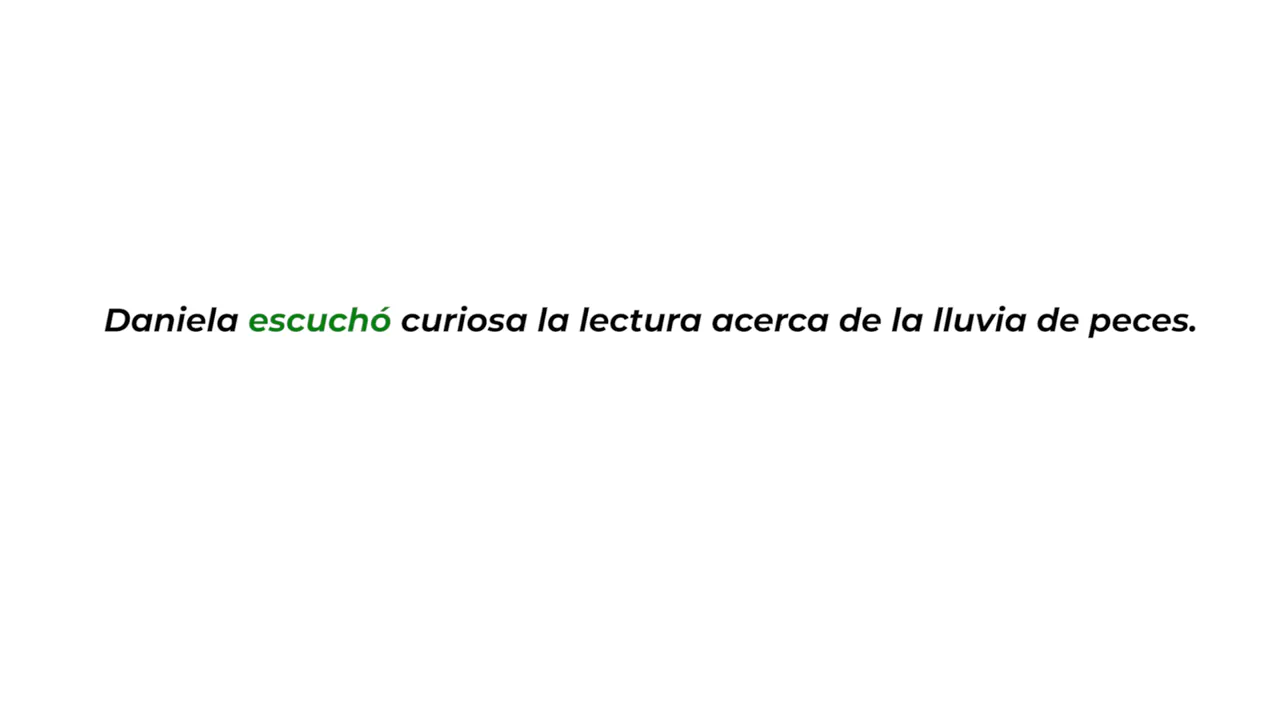 Daniela escuchó curiosa la lectura acerca de la lluvia de peces.